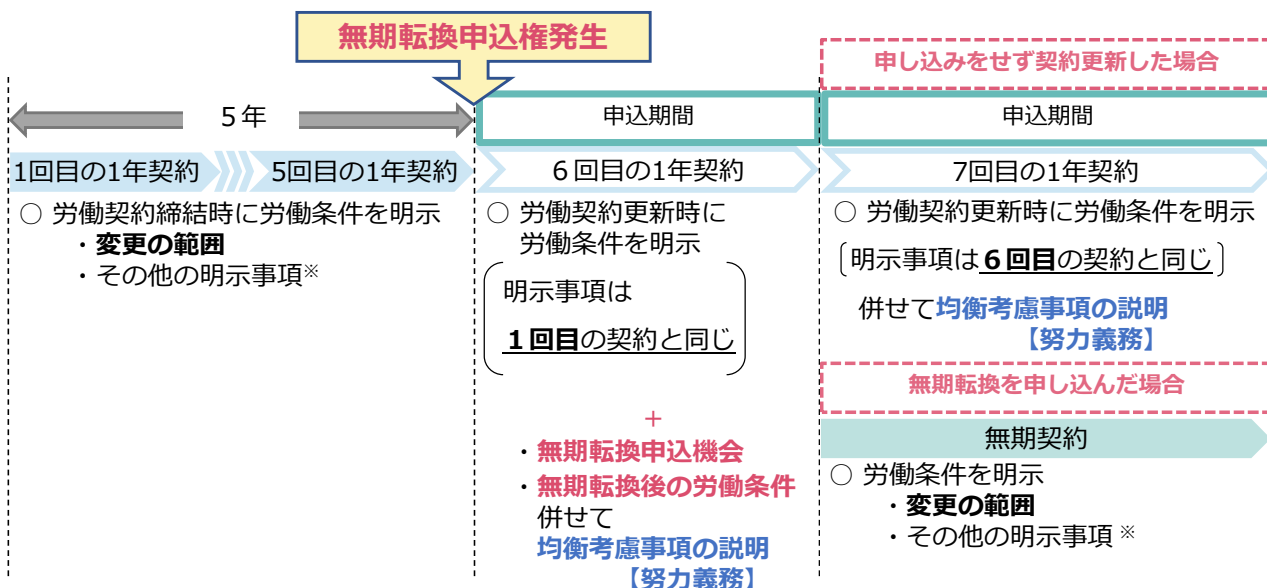 無期転換申込権発生
5年
1回目の1年契約
5回目の1年契約
○ 労働契約締結時に労働条件を明示
・変更の範囲
・その他の明示事項※
申込期間
6回目の1年契約
○ 労働契約更新時に
労働条件を明示
明示事項は
1回目の契約と同じ
+
・無期転換申込機会
・無期転換後の労働条件
併せて
均衡考慮事項の説明
【努力義務】
申し込みをせず契約更新した場合
申込期間
7回目の1年契約
○ 労働契約更新時に労働条件を明示
〔明示事項は6回目の契約と同じ〕
併せて均衡考慮事項の説明
【努力義務】
無期転換を申し込んだ場合
無期契約
○ 労働条件を明示
・変更の範囲
・その他の明示事項※